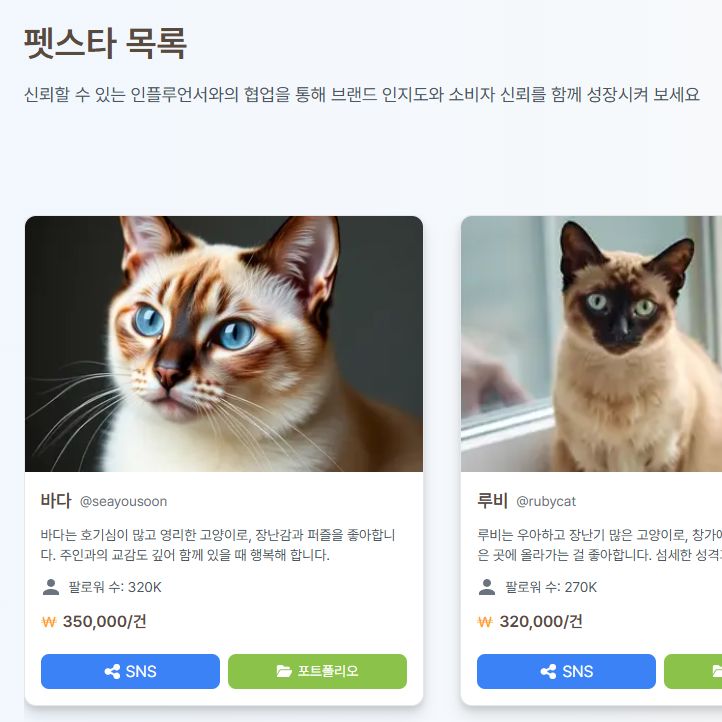 펫스타 목록
신뢰할 수 있는 인플루언서와의 협업을 통해 브랜드 인지도와 소비자 신뢰를 함께 성장시켜 보세요
바다 @seayousoon
바다는 호기심이 많고 영리한 고양이로, 장난감과 퍼즐을 좋아합니
다. 주인과의 교감도 깊어 함께 있을 때 행복해 합니다.
팔로워 수: 320K
₩ 350,000/건
SNS
포트폴리오
루비 @rubycat
루비는 우아하고 장난기 많은 고양이로, 창가에
은 곳에 올라가는 걸 좋아합니다. 섬세한 성격
팔로워 수: 270K
₩ 320,000/건
SNS